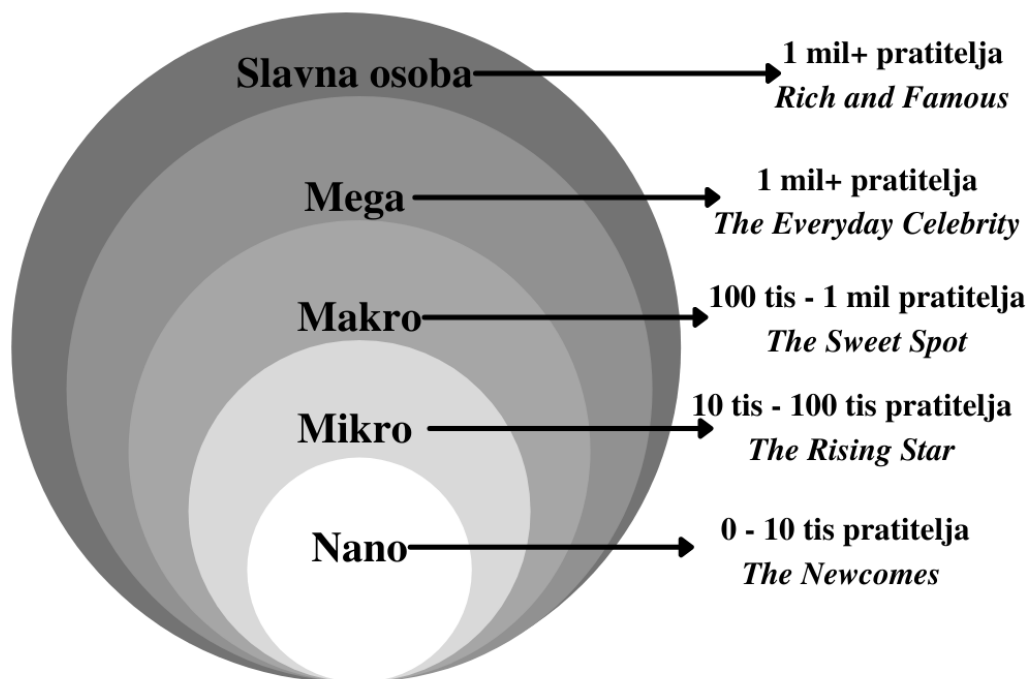 Slavna osoba
1 mil+ pratitelja
Rich and Famous
Mega
1 mil+ pratitelja
The Everyday Celebrity
Makro
100 tis - 1 mil pratitelja
The Sweet Spot
Mikro
10 tis - 100 tis pratitelja
The Rising Star
Nano
0 - 10 tis pratitelja
The Newcomes